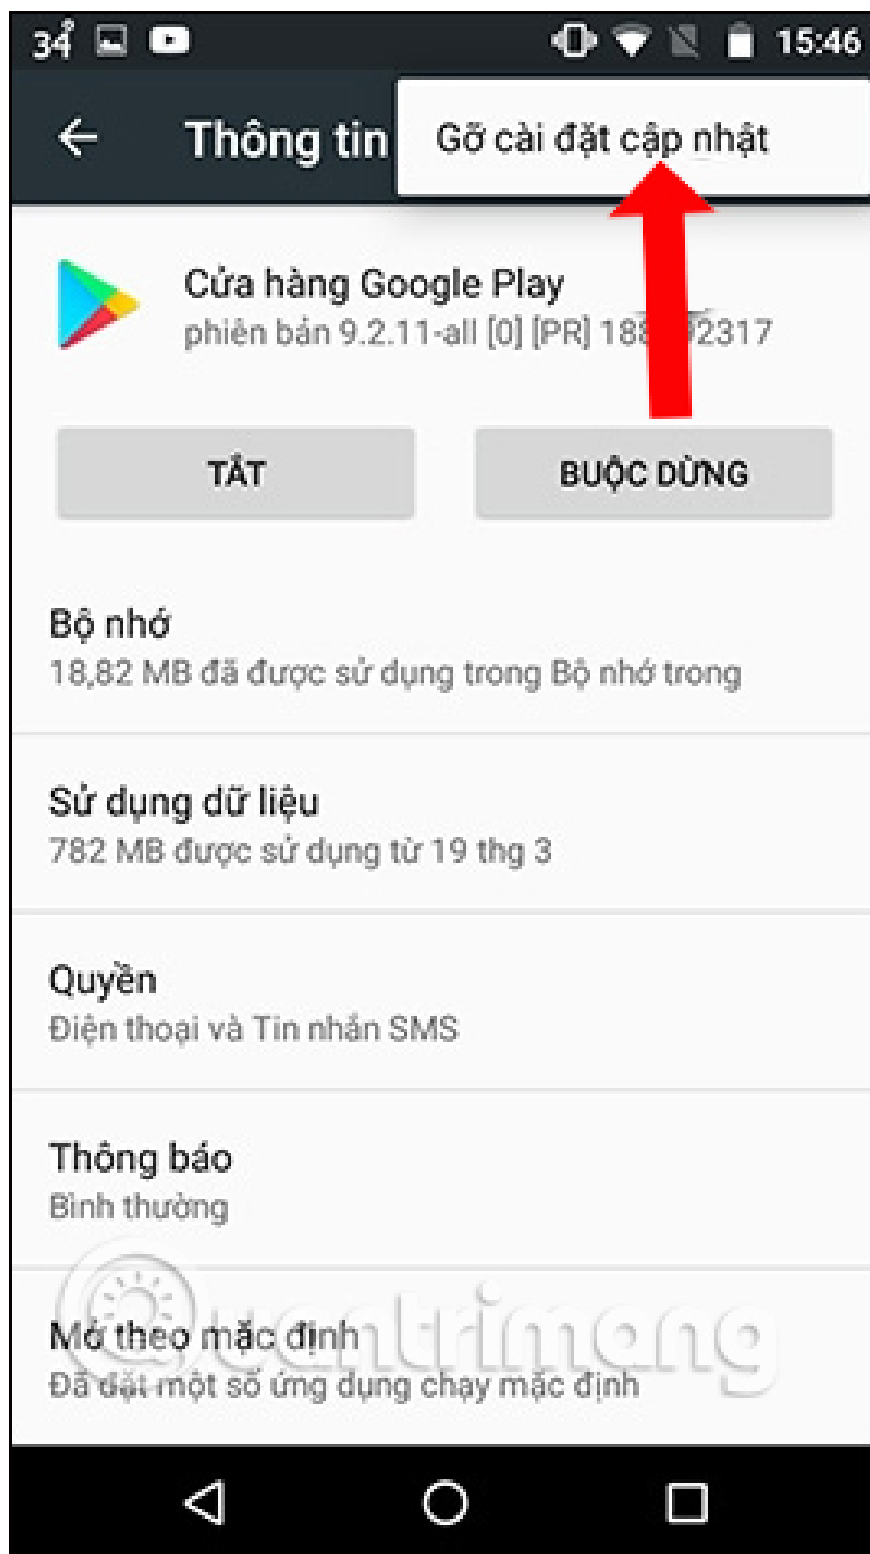 34°
15:46
Thông tin
Gỡ cài đặt cập nhật
Cửa hàng Google Play
phiên bản 9.2.11-all [0] [PR]
TẮT
BUỘC DỪNG
Bộ nhớ
18,82 MB đã được sử dụng trong Bộ nhớ trong
Sử dụng dữ liệu
782 MB được sử dụng từ 19 thg 3
Quyền
Điện thoại và Tin nhắn SMS
Thông báo
Bình thường
Quantrimang
Mở theo mặc định
Đã đặt một số ứng dụng chạy mặc định